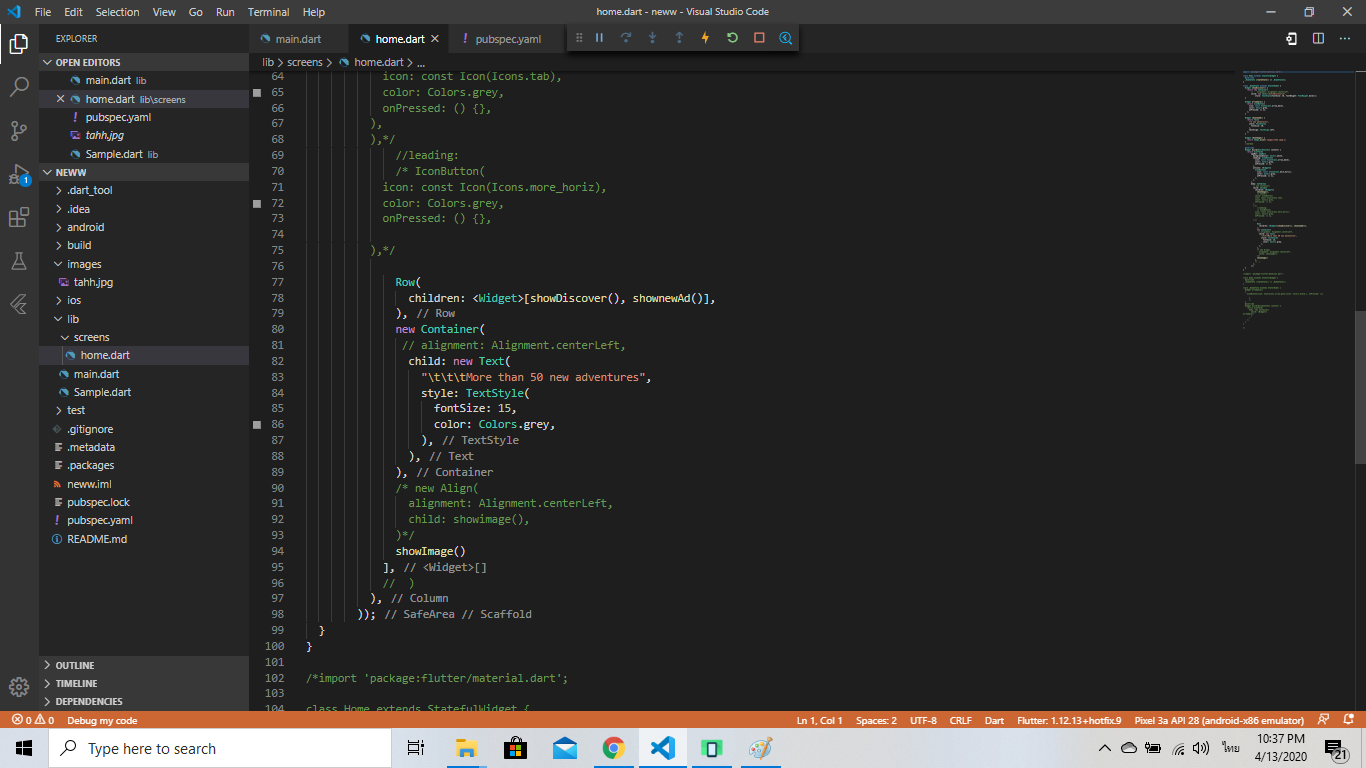 File Edit Selection View Go Run Terminal Help
home.dart - neww - Visual Studio Code
EXPLORER
main.dart
home.dart
! pubspec.yaml
OPEN EDITORS
main.dart lib
home.dart lib\screens
! pubspec.yaml
tahh.jpg
Sample.dart lib
NEWW
.dart_tool
.idea
android
build
images
tahh.jpg
ios
lib
screens
home.dart
main.dart
Sample.dart
test
.gitignore
.metadata
.packages
neww.iml
pubspec.lock
! pubspec.yaml
README.md
OUTLINE
TIMELINE
DEPENDENCIES
1
lib > screens > home.dart > ...
64 icon: const Icon(Icons.tab),
65 color: Colors.grey,
66 onPressed: () {},
67 ),
68 ),*/
69 //leading:
70 /* IconButton(
71 icon: const Icon(Icons.more_horiz),
72 color: Colors.grey,
73 onPressed: () {},
74
75 ),*/
76
77 Row(
78 children: <Widget>[showDiscover(), shownewAd()],
79 ), // Row
80 new Container(
81 // alignment: Alignment.centerLeft,
82 child: new Text(
83 "\t\t\tMore than 50 new adventures",
84 style: TextStyle(
85 fontSize: 15,
86 color: Colors.grey,
87 ), // TextStyle
88 ), // Text
89 ), // Container
90 /* new Align(
91 alignment: Alignment.centerLeft,
92 child: showimage(),
93 )*/
94 showImage()
95 ], // <Widget>[]
96 // )
97 ), // Column
98 )); // SafeArea // Scaffold
99 }
100 }
101
102 /*import 'package:flutter/material.dart';
103
104 class Home extends StatefulWidget {
0 0 Debug my code
Ln 1, Col 1 Spaces: 2 UTF-8 CRLF Dart Flutter: 1.12.13+hotfix.9 Pixel 3a API 28 (android-x86 emulator)
Type here to search
ไทย
10:37 PM
4/13/2020
21